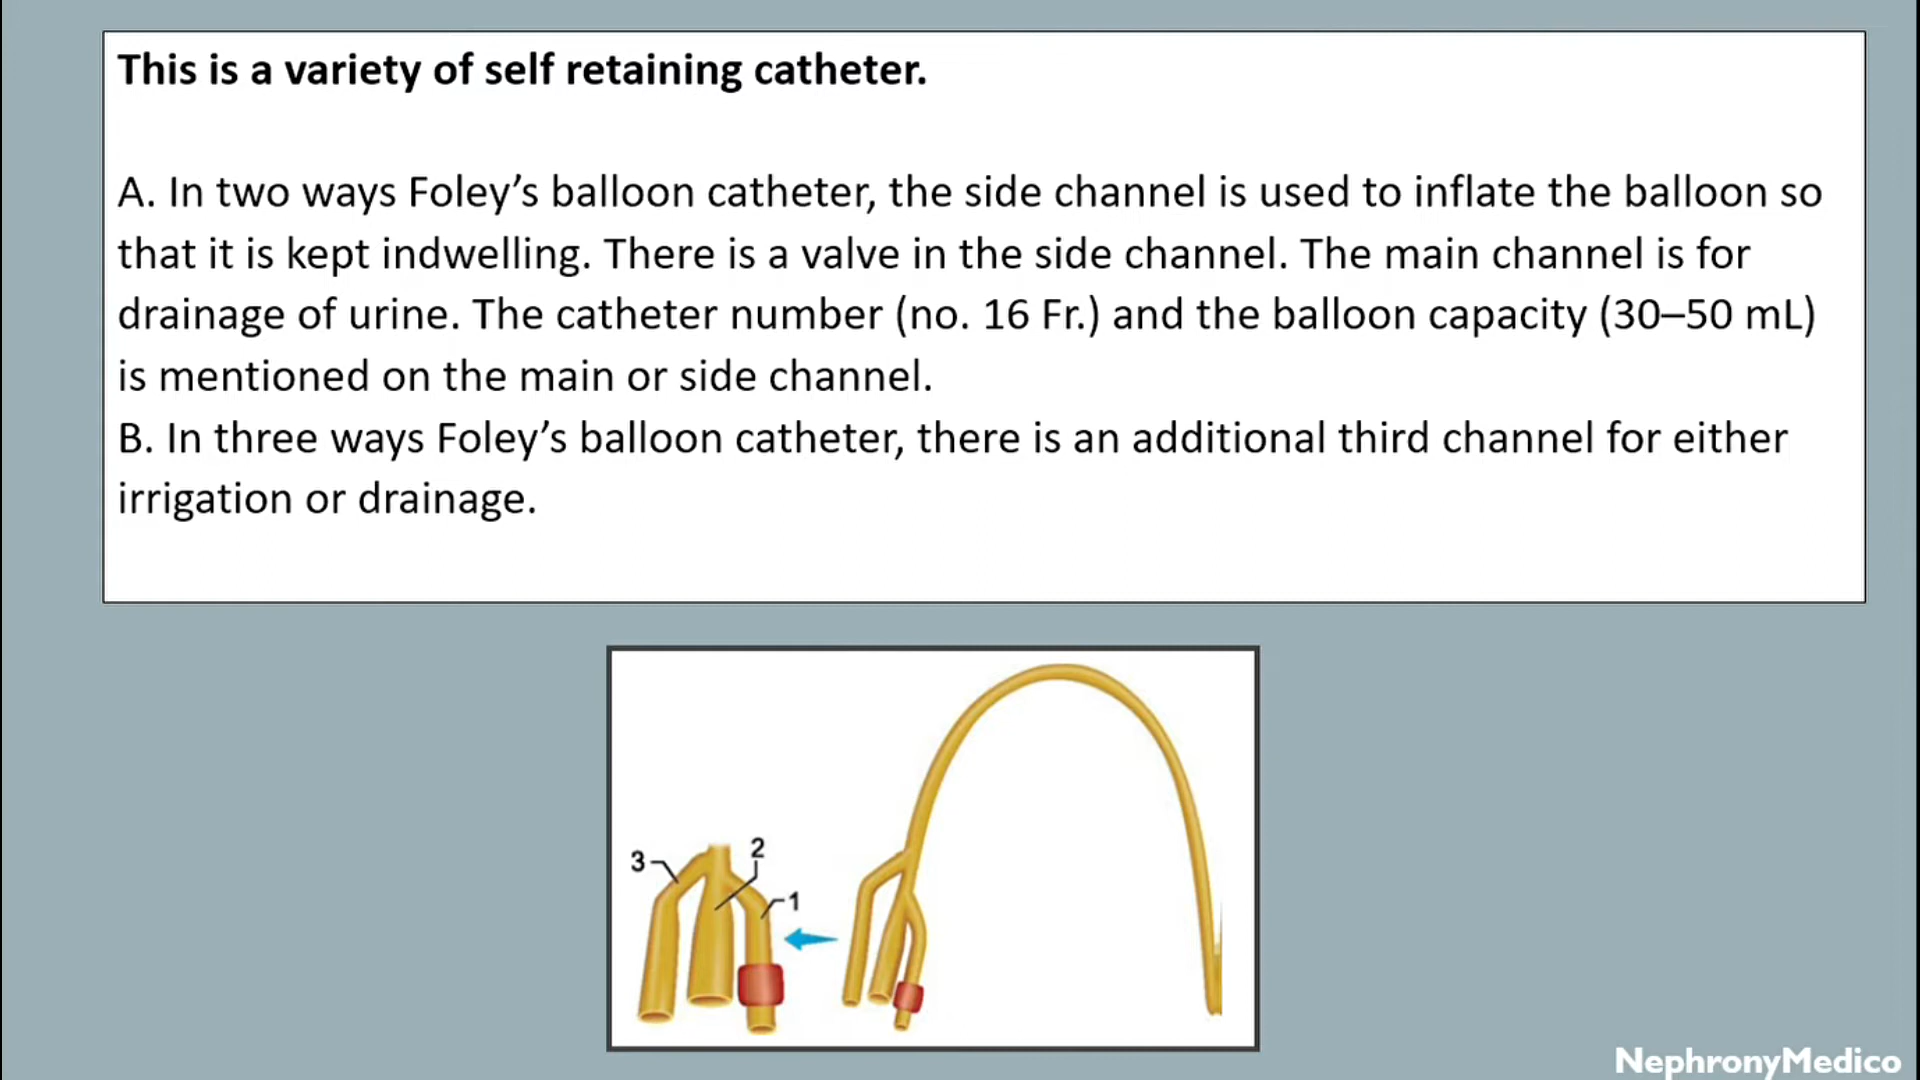 This is a variety of self retaining catheter.
A. In two ways Foley’s balloon catheter, the side channel is used to inflate the balloon so
that it is kept indwelling. There is a valve in the side channel. The main channel is for
drainage of urine. The catheter number (no. 16 Fr.) and the balloon capacity (30–50 mL)
is mentioned on the main or side channel.
B. In three ways Foley’s balloon catheter, there is an additional third channel for either
irrigation or drainage.
2
3
1
NephronyMedico